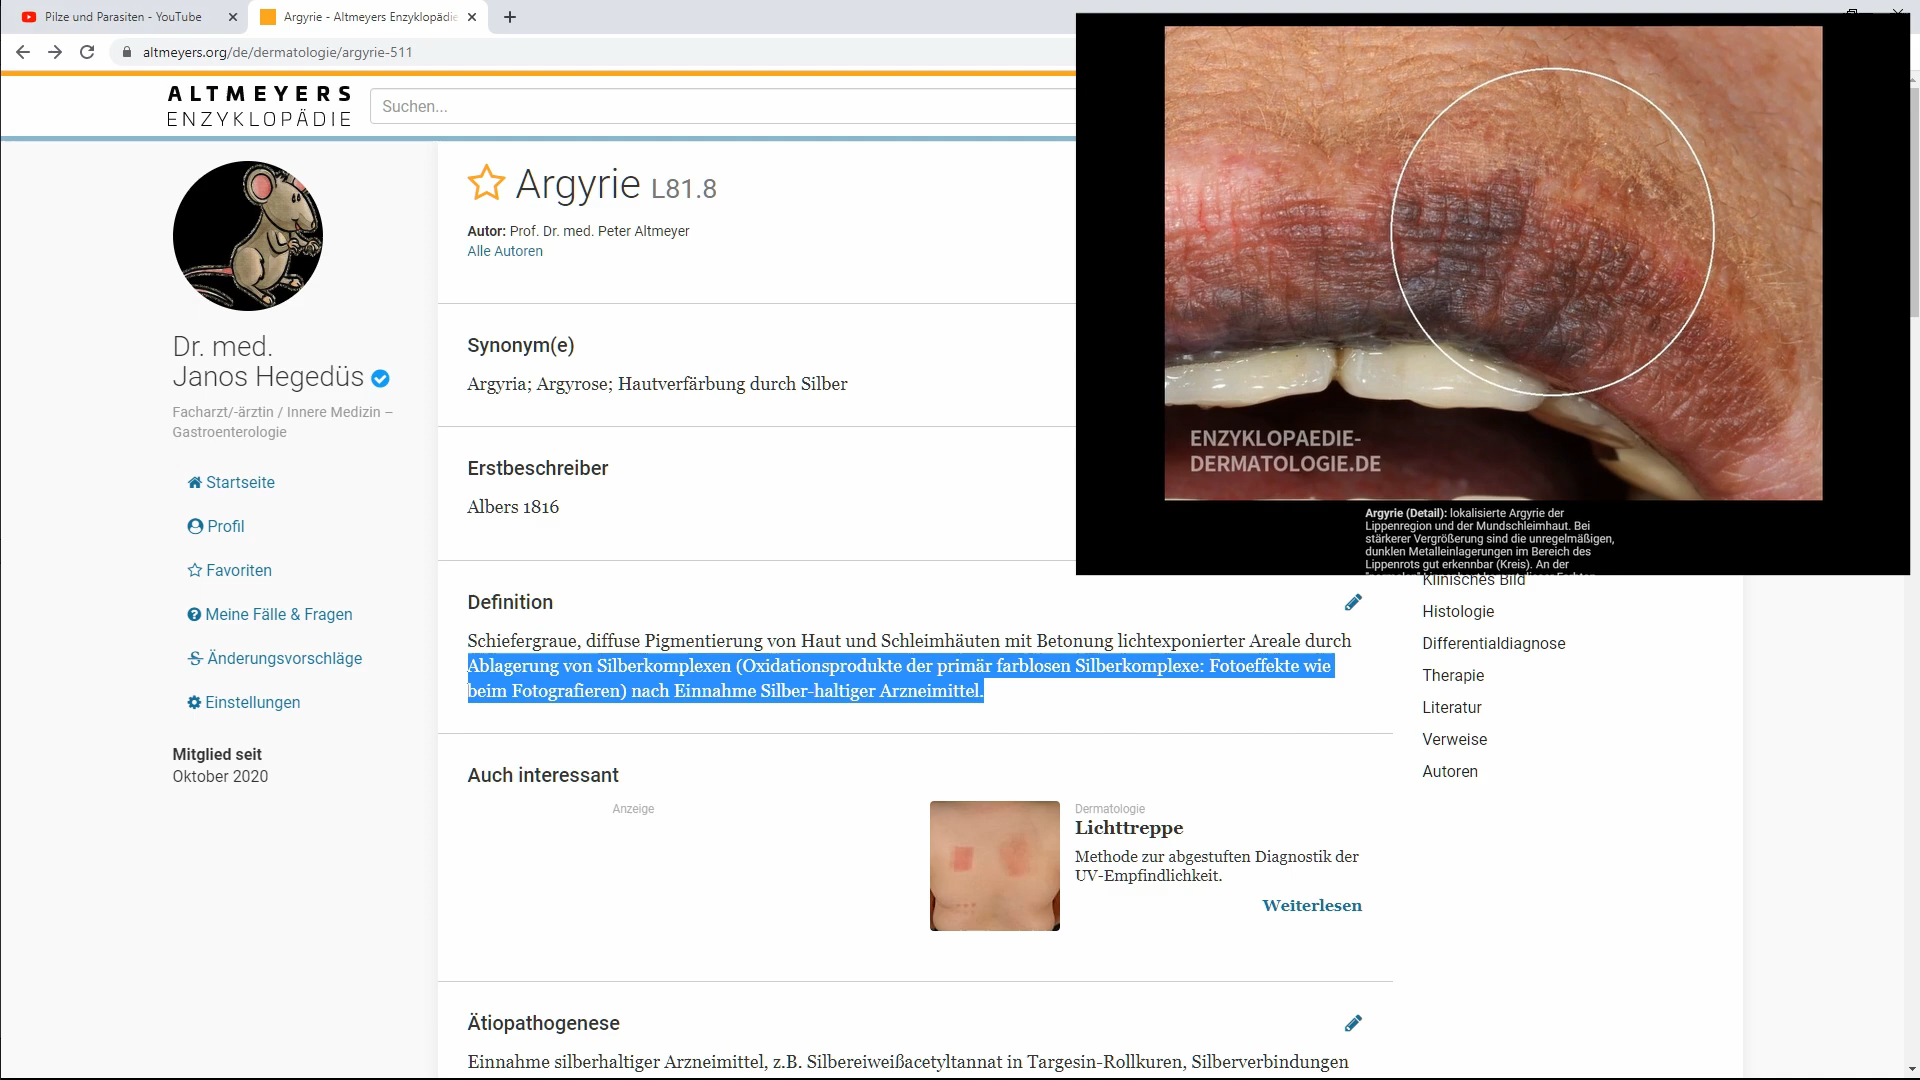 Pilze und Parasiten - YouTube
Argyrie - Altmeyers Enzyklopädie
altmeyers.org/de/dermatologie/argyrie-511
ALTMEYERS
ENZYKLOPÄDIE
Suchen...
Dr. med.
Janos Hegedüs
Facharzt/-ärztin / Innere Medizin –
Gastroenterologie
Startseite
Profil
Favoriten
Meine Fälle & Fragen
Änderungsvorschläge
Einstellungen
Mitglied seit
Oktober 2020
Argyrie L81.8
Autor: Prof. Dr. med. Peter Altmeyer
Alle Autoren
Synonym(e)
Argyria; Argyrose; Hautverfärbung durch Silber
Erstbeschreiber
Albers 1816
Definition
Schiefergraue, diffuse Pigmentierung von Haut und Schleimhäuten mit Betonung lichtexponierter Areale durch
Ablagerung von Silberkomplexen (Oxidationsprodukte der primär farblosen Silberkomplexe: Fotoeffekte wie
beim Fotografieren) nach Einnahme Silber-haltiger Arzneimittel.
Auch interessant
Anzeige
Dermatologie
Lichttreppe
Methode zur abgestuften Diagnostik der
UV-Empfindlichkeit.
Weiterlesen
Ätiopathogenese
Einnahme silberhaltiger Arzneimittel, z.B. Silbereiweißacetyltannat in Targesin-Rollkuren, Silberverbindungen
ENZYKLOPAEDIE-
DERMATOLOGIE.DE
Argyrie (Detail): lokalisierte Argyrie der
Lippenregion und der Mundschleimhaut. Bei
stärkerer Vergrößerung sind die unregelmäßigen,
dunklen Metalleinlagerungen im Bereich des
Lippenrots gut erkennbar (Kreis). An der
Klinisches Bild
Histologie
Differentialdiagnose
Therapie
Literatur
Verweise
Autoren